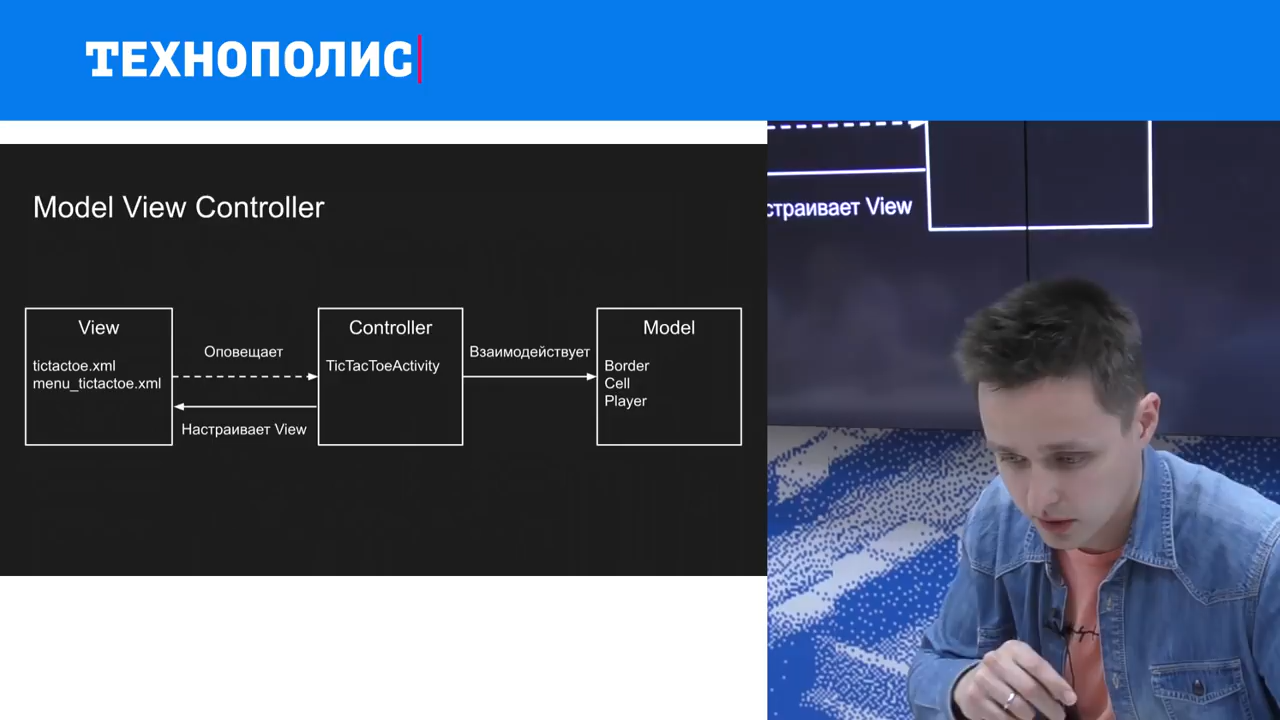 ТЕХНОПОЛИС
Model View Controller
View
tictactoe.xml
menu_tictactoe.xml
Оповещает
Настраивает View
Controller
TicTacToeActivity
Взаимодействует
Model
Border
Cell
Player
страивает View